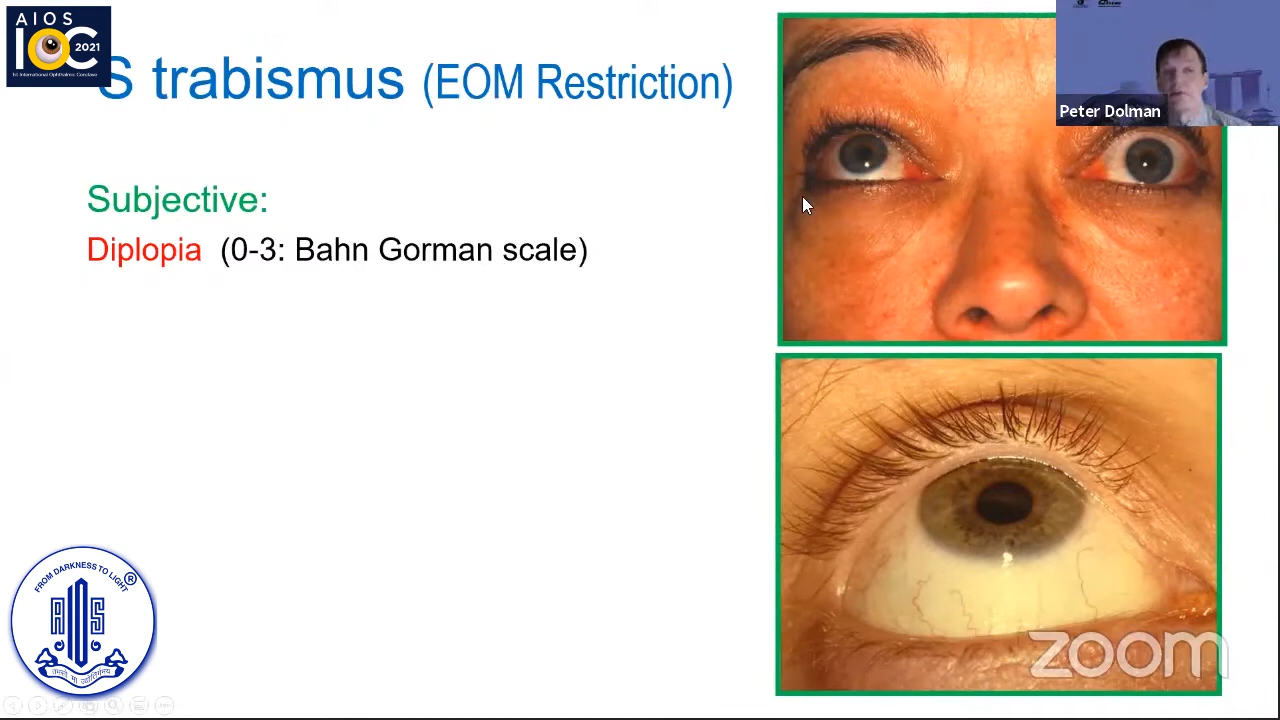 AIOS
IOC 2021
S trabismus (EOM Restriction)
Peter Dolman
Subjective:
Diplopia (0-3: Bahn Gorman scale)
FROM DARKNESS TO LIGHT ®
AIOS
zoom